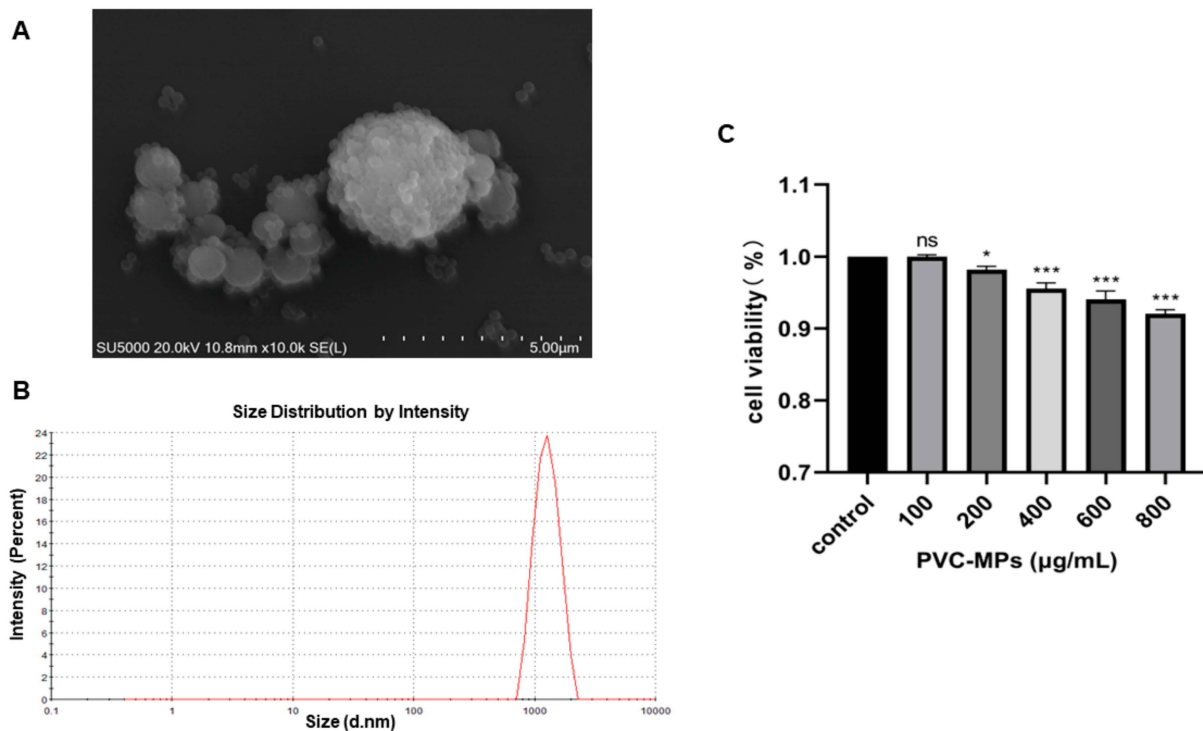 A
SU5000 20.0kV 10.8mm x10.0k SE(L) 5.00µm
B
Size Distribution by Intensity
Intensity (Percent)
24
22
20
18
16
14
12
10
8
6
4
2
0
0.1 1 10 100 1000 10000
Size (d.nm)
C
cell viability ( %)
1.1
1.0
0.9
0.8
0.7
ns * *** *** ***
control 100 200 400 600 800
PVC-MPs (µg/mL)